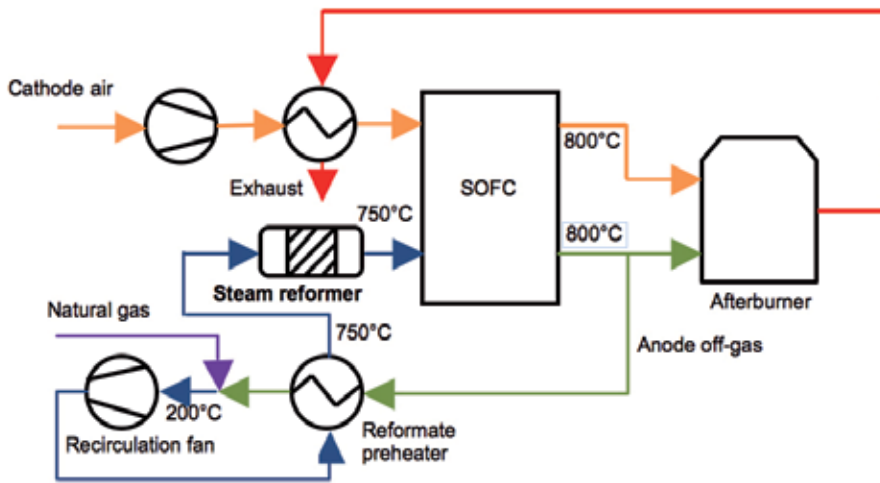 Cathode air
Exhaust
SOFC
800°C
750°C
800°C
Steam reformer
Afterburner
Natural gas
750°C
Anode off-gas
200°C
Recirculation fan
Reformate
preheater